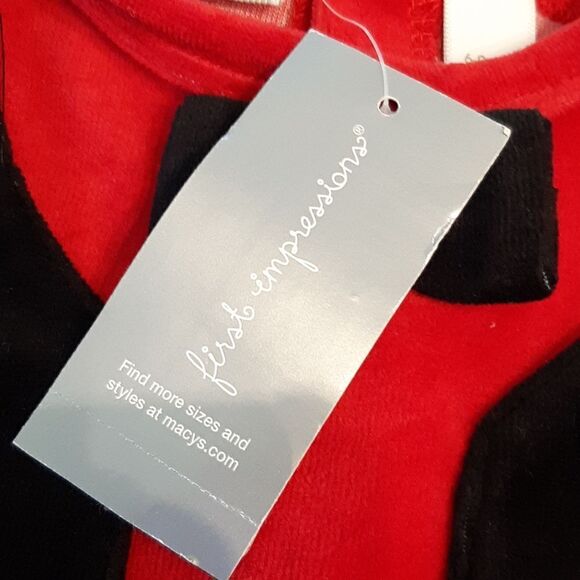 first impressions®
Find more sizes and
styles at macys.com